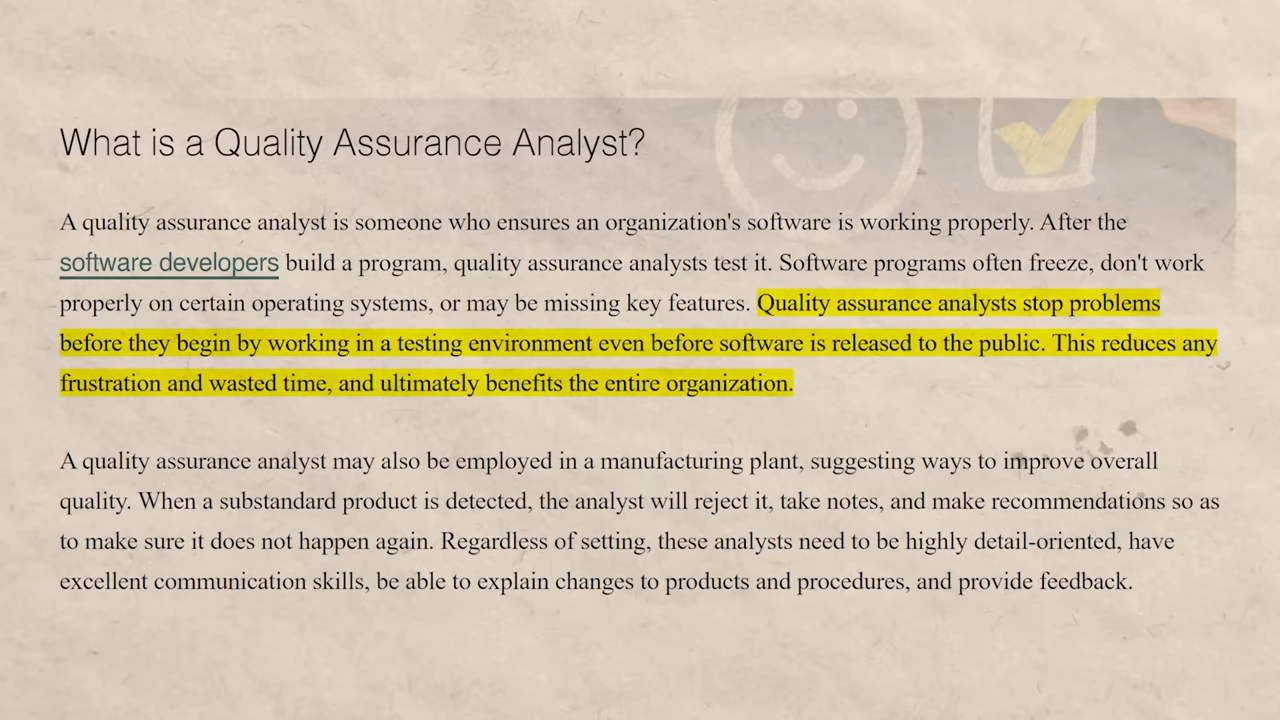 What is a Quality Assurance Analyst?
A quality assurance analyst is someone who ensures an organization's software is working properly. After the
software developers build a program, quality assurance analysts test it. Software programs often freeze, don't work
properly on certain operating systems, or may be missing key features. Quality assurance analysts stop problems
before they begin by working in a testing environment even before software is released to the public. This reduces any
frustration and wasted time, and ultimately benefits the entire organization.
A quality assurance analyst may also be employed in a manufacturing plant, suggesting ways to improve overall
quality. When a substandard product is detected, the analyst will reject it, take notes, and make recommendations so as
to make sure it does not happen again. Regardless of setting, these analysts need to be highly detail-oriented, have
excellent communication skills, be able to explain changes to products and procedures, and provide feedback.